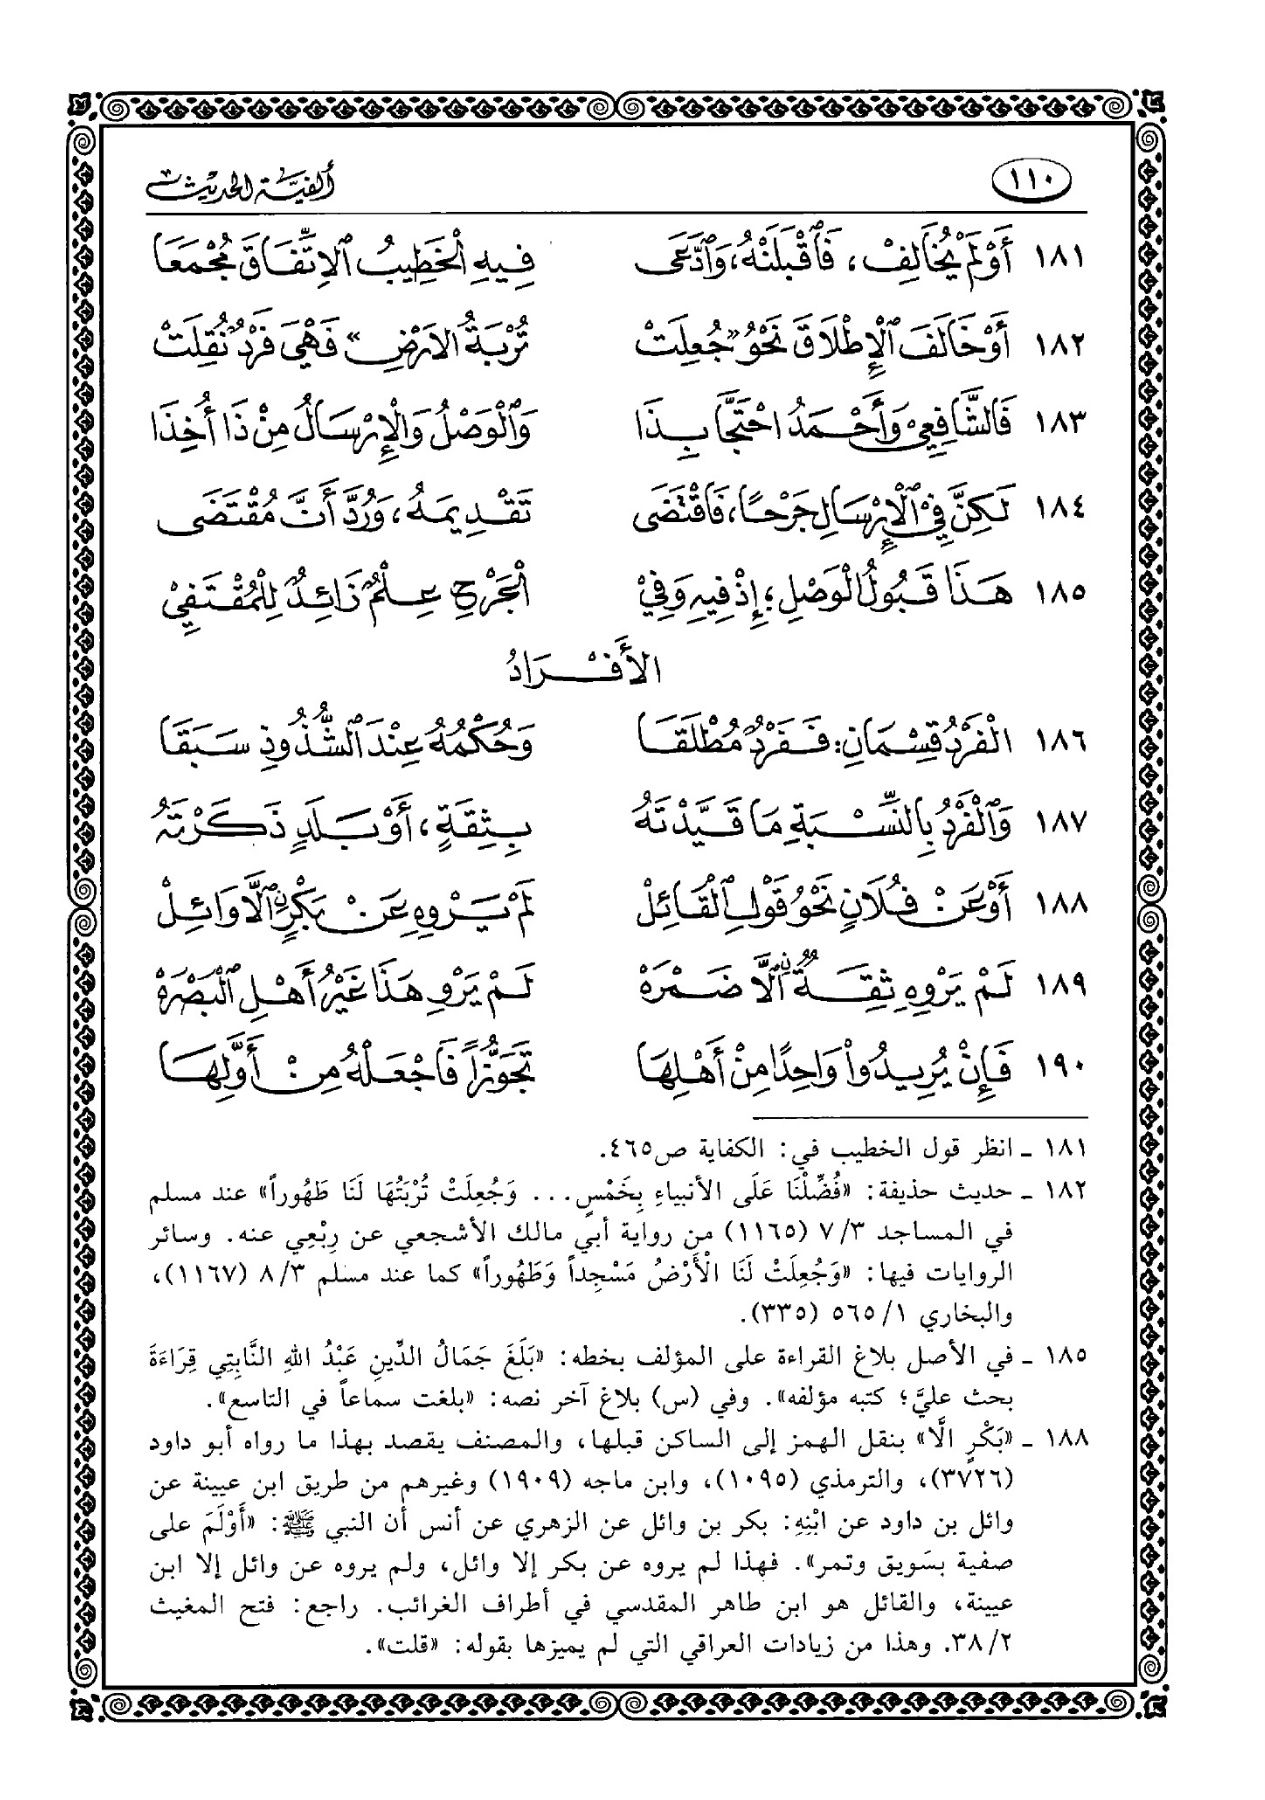 ١١٠
ألفية الحديث
١٨١ أَوْ لَمْ يُخَالِفْ، فَاقْبَلَنْهُ، وَادَّعَى فِيهِ الْخَطِيبُ الِاتِّفَاقَ مُجْمَعَا
١٨٢ أَوْ خَالَفَ الْإِطْلَاقَ نَحْوُ «جُعِلَتْ تُرْبَةُ الْارْضِ» فَهْيَ فَرْدٌ نُقِلَتْ
١٨٣ فَالشَّافِعِيْ وَأَحْمَدُ احْتَجَّا بِذَا وَالْوَصْلُ وَالْإِرْسَالُ مِنْ ذَا أُخِذَا
١٨٤ لَكِنَّ فِيْ الْإِرْسَالِ جَرْحًا، فَاقْتَضَى تَقْدِيمَهُ، وَرُدَّ أَنَّ مُقْتَضَى
١٨٥ هَذَا قَبُولُ الْوَصْلِ؛ إِذْ فِيهِ وَفِيْ الْجَرْحِ عِلْمٌ زَائِدٌ لِلْمُقْتَفِيْ
الأَفْرَادُ
١٨٦ الْفَرْدُ قِسْمَانِ: فَفَرْدٌ مُطْلَقَا وَحُكْمُهُ عِنْدَ الشُّذُوذِ سَبَقَا
١٨٧ وَالْفَرْدُ بِالنِّسْبَةِ مَا قَيَّدْتَهُ بِثِقَةٍ، أَوْ بَلَدٍ ذَكَرْتَهُ
١٨٨ أَوْ عَنْ فُلَانٍ نَحْوُ قَوْلِ الْقَائِلْ لَمْ يَرْوِهِ عَنْ بَكْرٍ الَّا وَائِلْ
١٨٩ لَمْ يَرْوِهِ ثِقَةٌ الَّا ضَمْرَهْ لَمْ يَرْوِ هَذَا غَيْرُ أَهْلِ الْبَصْرَهْ
١٩٠ فَإِنْ يُرِيدُوا وَاحِدًا مِنْ أَهْلِهَا تَجَوُّزاً فَاجْعَلْهُ مِنْ أَوَّلِهَا
١٨١ ـ انظر قول الخطيب في: الكفاية ص٤٦٥.
١٨٢ ـ حديث حذيفة: «فُضِّلْنَا عَلَى الأنبياءِ بِخَمْسٍ... وَجُعِلَتْ تُرْبَتُهَا لَنَا طَهُوراً» عند مسلم
في المساجد ٧/٣ (١١٦٥) من رواية أبي مالك الأشجعي عن رِبْعِي عنه. وسائر
الروايات فيها: «وَجُعِلَتْ لَنَا الْأَرْضُ مَسْجِداً وَطَهُوراً» كما عند مسلم ٨/٣ (١١٦٧)،
والبخاري ٥٦٥/١ (٣٣٥).
١٨٥ ـ في الأصل بلاغ القراءة على المؤلف بخطه: «بَلَغَ جَمَالُ الدِّينِ عَبْدُ اللهِ النَّابِتِي قِرَاءَةَ
بحث عليَّ؛ كتبه مؤلفه». وفي (س) بلاغ آخر نصه: «بلغت سماعاً في التاسع».
١٨٨ ـ «بَكْرٍ الَّا» بنقل الهمز إلى الساكن قبلها، والمصنف يقصد بهذا ما رواه أبو داود
(٣٧٢٦)، والترمذي (١٠٩٥)، وابن ماجه (١٩٠٩) وغيرهم من طريق ابن عيينة عن
وائل بن داود عن ابْنِهِ: بكر بن وائل عن الزهري عن أنس أن النبي ﷺ: «أَوْلَمَ على
صفية بسَويق وتمر». فهذا لم يروه عن بكر إلا وائل، ولم يروه عن وائل إلا ابن
عيينة، والقائل هو ابن طاهر المقدسي في أطراف الغرائب. راجع: فتح المغيث
٣٨/٢. وهذا من زيادات العراقي التي لم يميزها بقوله: «قلت».